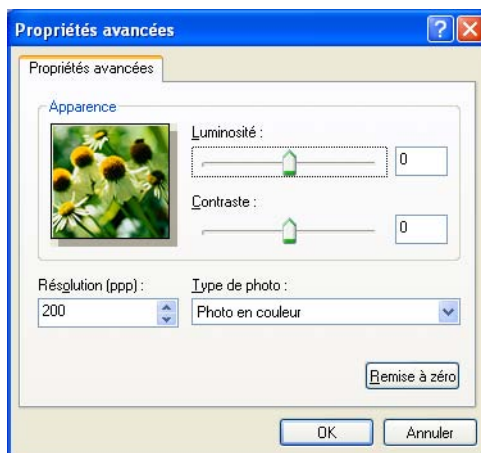 Propriétés avancées
Propriétés avancées
Apparence
Luminosité :
0
Contraste :
0
Résolution (ppp) :
Type de photo :
200
Photo en couleur
Remise à zéro
OK
Annuler